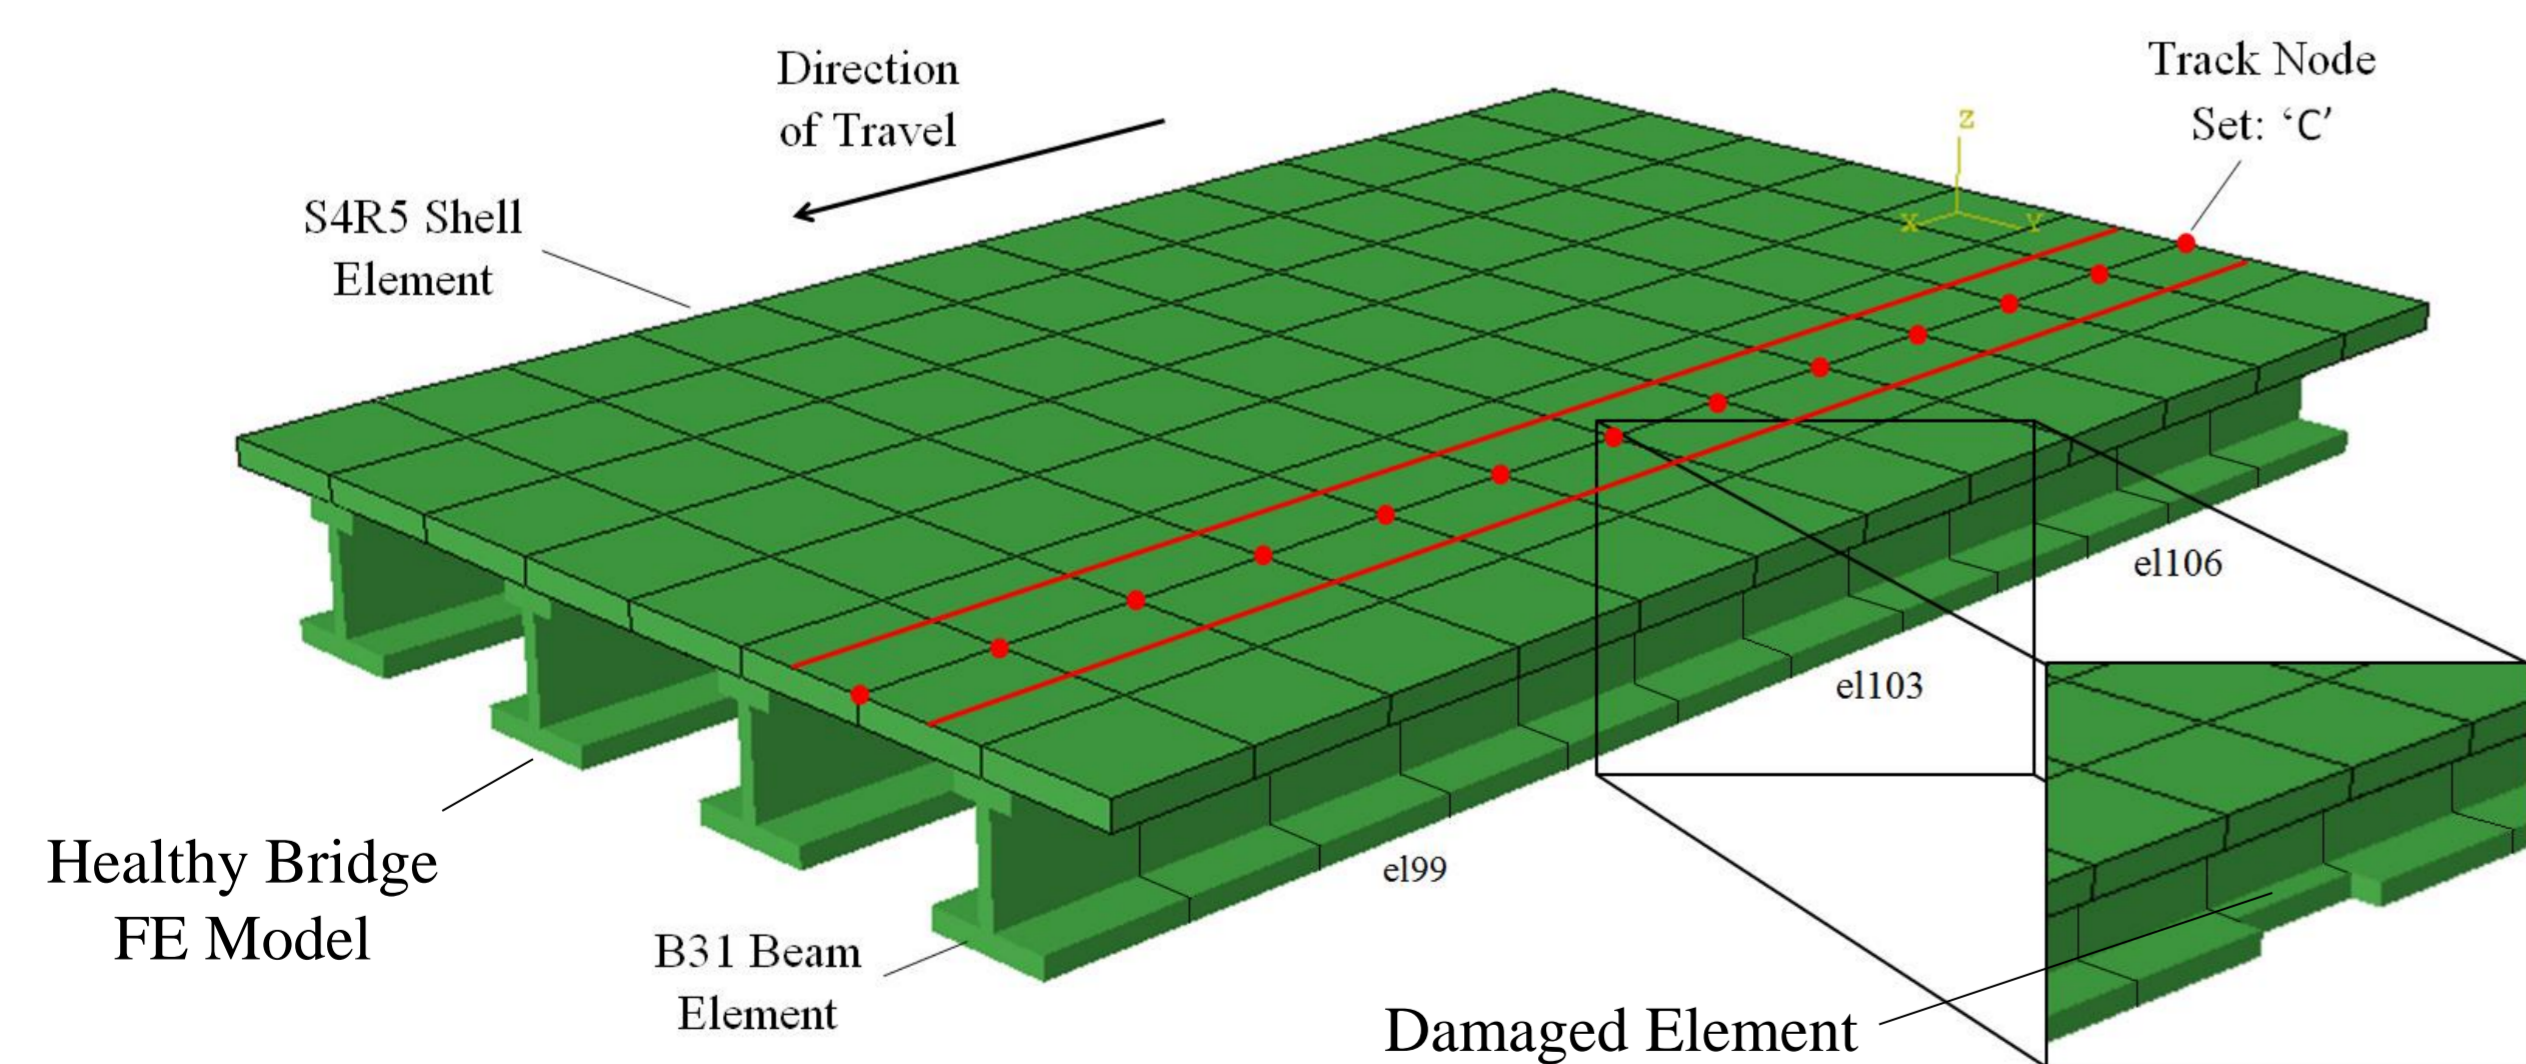 Direction
of Travel
Track Node
Set: ‘C’
Z
X
Y
S4R5 Shell
Element
el106
el103
el99
Healthy Bridge
FE Model
B31 Beam
Element
Damaged Element